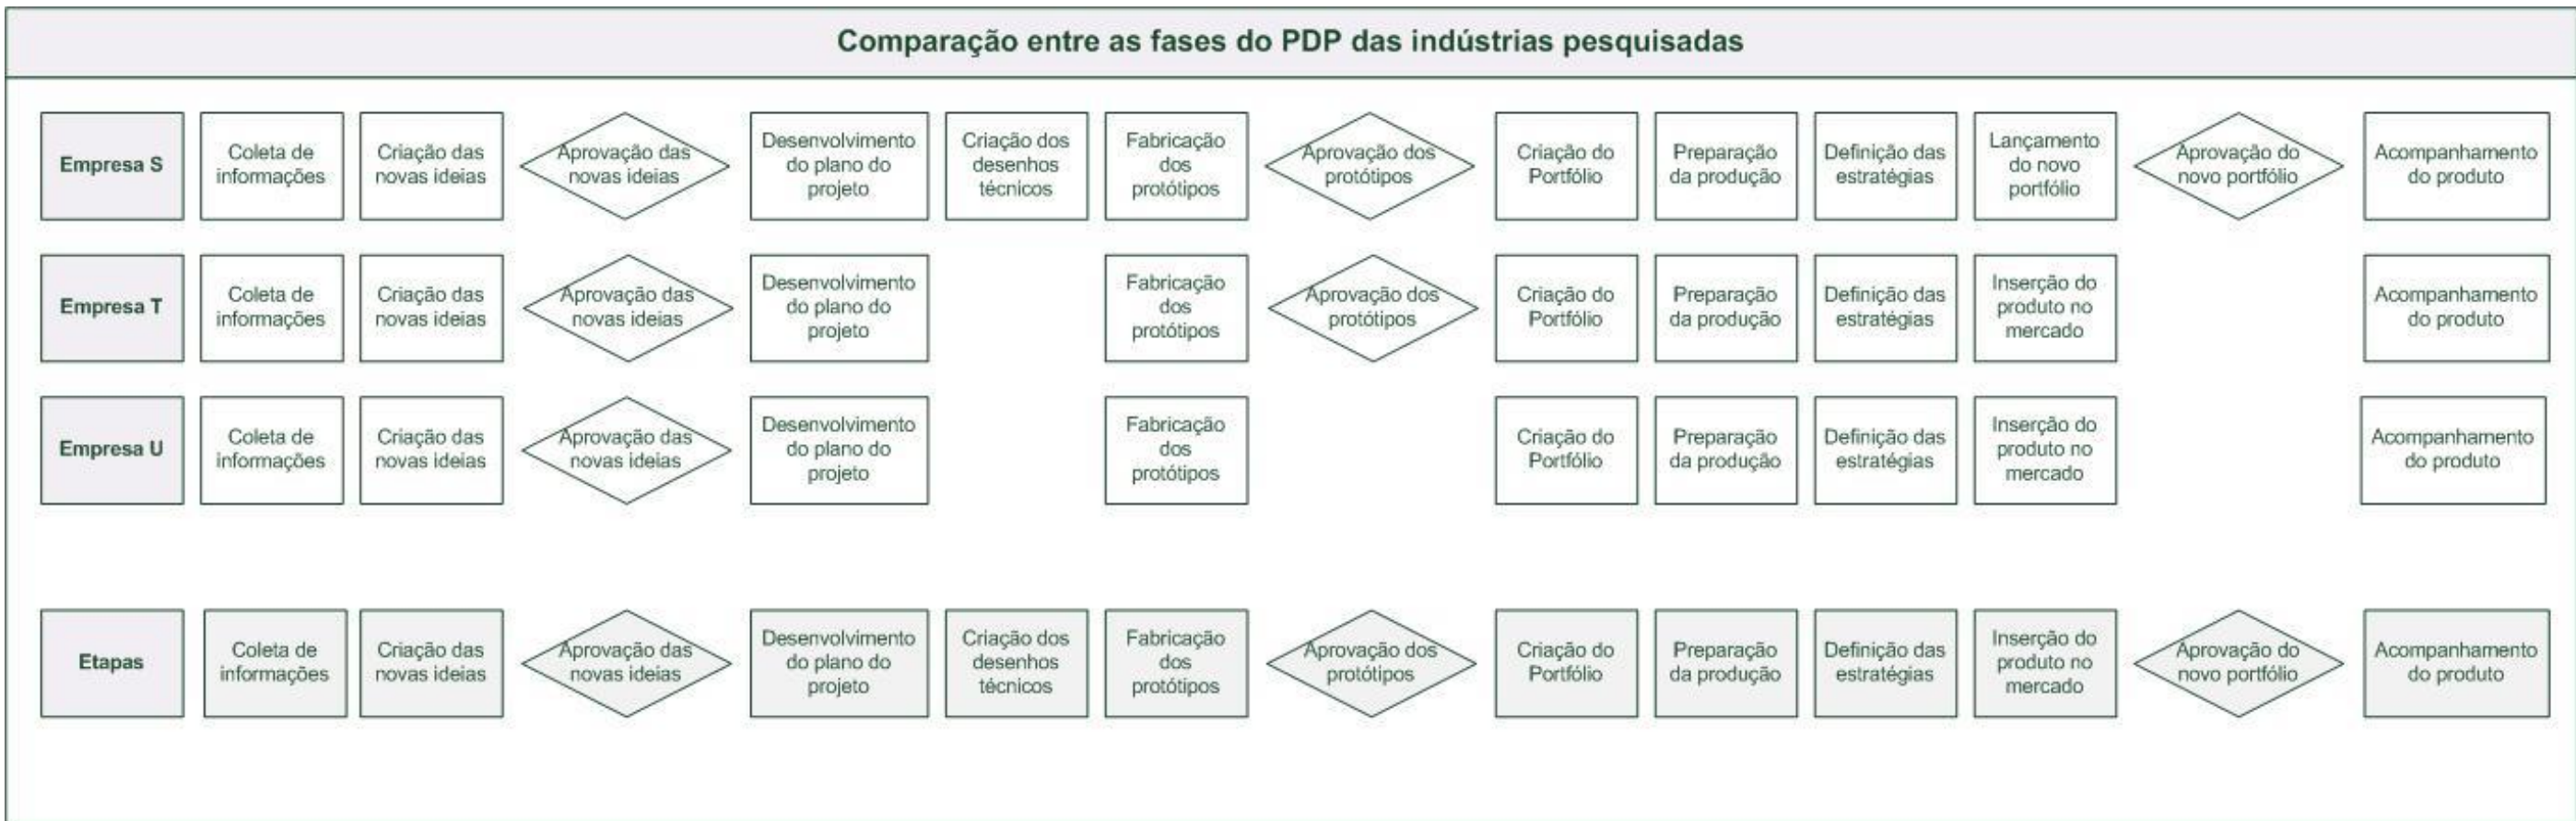 Comparação entre as fases do PDP das indústrias pesquisadas
Empresa S
Coleta de
informações
Criação das
novas ideias
Aprovação das
novas ideias
Desenvolvimento
do plano do
projeto
Criação dos
desenhos
técnicos
Fabricação
dos
protótipos
Aprovação dos
protótipos
Criação do
Portfólio
Preparação
da produção
Definição das
estratégias
Lançamento
do novo
portfólio
Aprovação do
novo portfólio
Acompanhamento
do produto
Empresa T
Coleta de
informações
Criação das
novas ideias
Aprovação das
novas ideias
Desenvolvimento
do plano do
projeto
Fabricação
dos
protótipos
Aprovação dos
protótipos
Criação do
Portfólio
Preparação
da produção
Definição das
estratégias
Inserção do
produto no
mercado
Acompanhamento
do produto
Empresa U
Coleta de
informações
Criação das
novas ideias
Aprovação das
novas ideias
Desenvolvimento
do plano do
projeto
Fabricação
dos
protótipos
Criação do
Portfólio
Preparação
da produção
Definição das
estratégias
Inserção do
produto no
mercado
Acompanhamento
do produto
Etapas
Coleta de
informações
Criação das
novas ideias
Aprovação das
novas ideias
Desenvolvimento
do plano do
projeto
Criação dos
desenhos
técnicos
Fabricação
dos
protótipos
Aprovação dos
protótipos
Criação do
Portfólio
Preparação
da produção
Definição das
estratégias
Inserção do
produto no
mercado
Aprovação do
novo portfólio
Acompanhamento
do produto